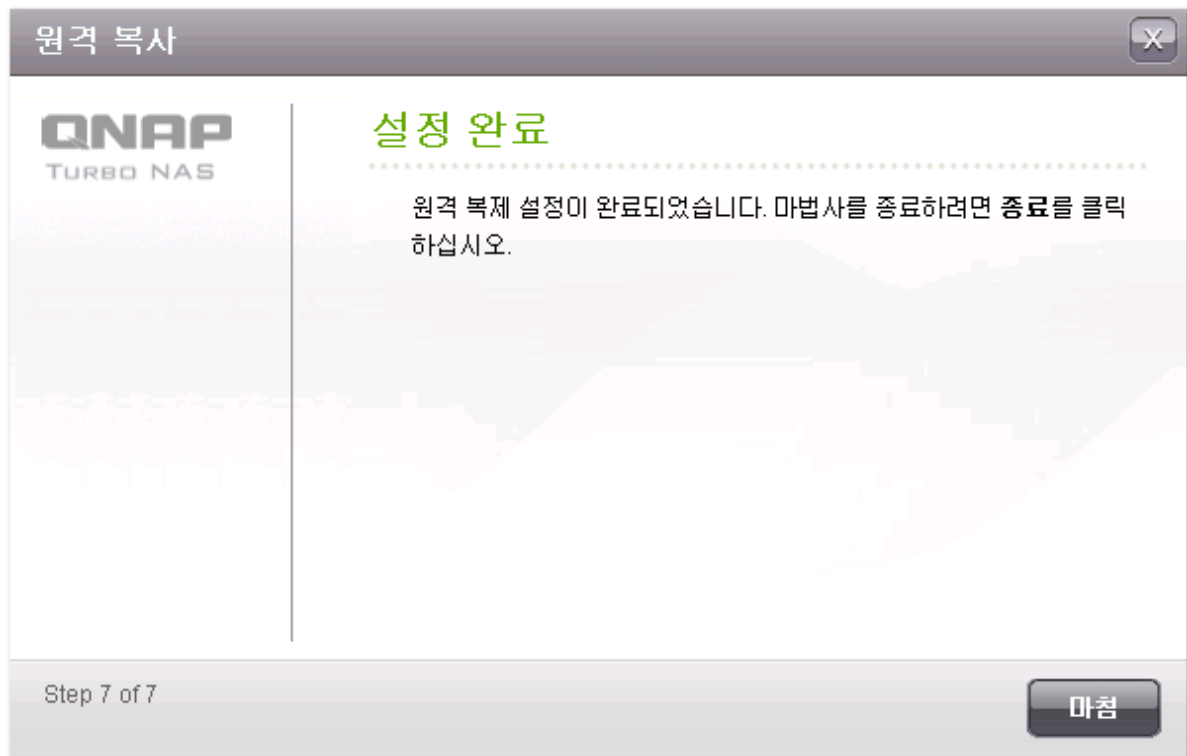 원격 복사
X
QNAP
TURBO NAS
설정 완료
원격 복제 설정이 완료되었습니다. 마법사를 종료하려면 종료를 클릭
하십시오.
Step 7 of 7
마침